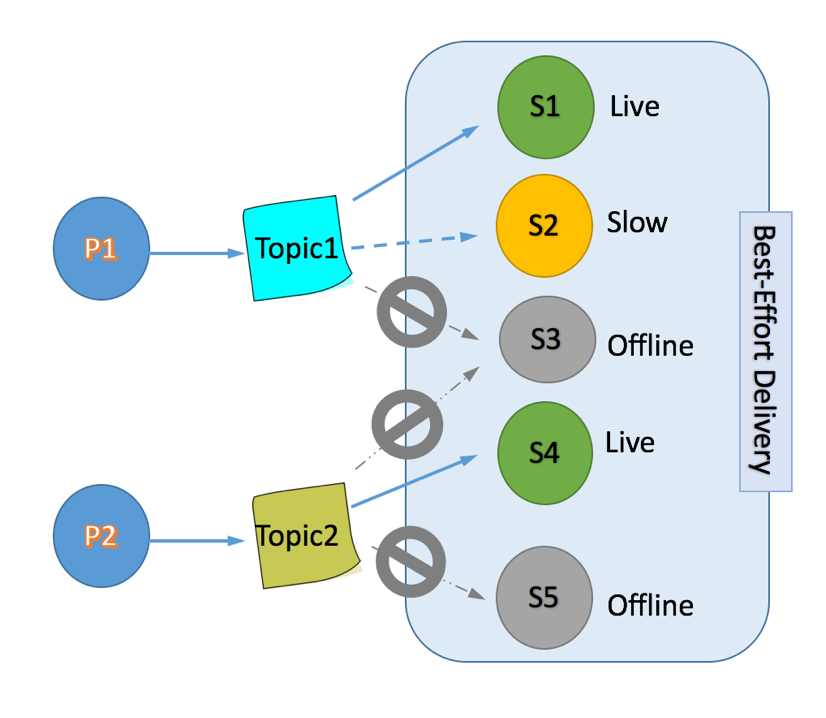 S1 Live
P1
Topic1
S2 Slow
S3 Offline
Best-Effort Delivery
S4 Live
P2
Topic2
S5 Offline